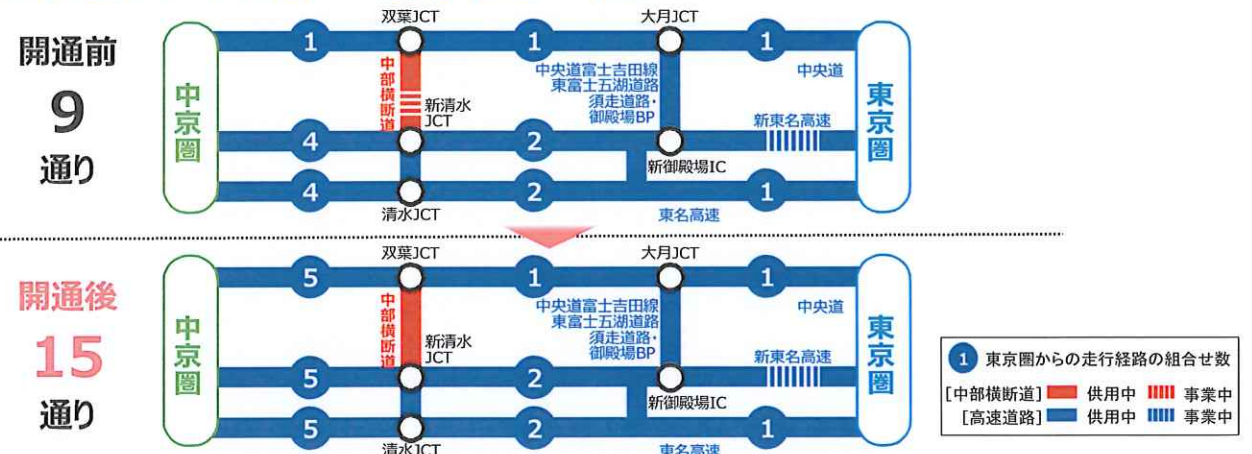 開通前
9
通り
中京圏
東京圏
双葉JCT
大月JCT
1
1
1
中部横断道
新清水
JCT
中央道富士吉田線
東富士五湖道路
須走道路・
御殿場BP
中央道
新東名高速
4
2
新御殿場IC
4
2
1
清水JCT
東名高速
開通後
15
通り
中京圏
東京圏
双葉JCT
大月JCT
5
1
1
中部横断道
新清水
JCT
中央道富士吉田線
東富士五湖道路
須走道路・
御殿場BP
中央道
新東名高速
5
2
新御殿場IC
5
2
1
清水JCT
東名高速
1 東京圏からの走行経路の組合せ数
[中部横断道] 供用中 事業中
[高速道路] 供用中 事業中